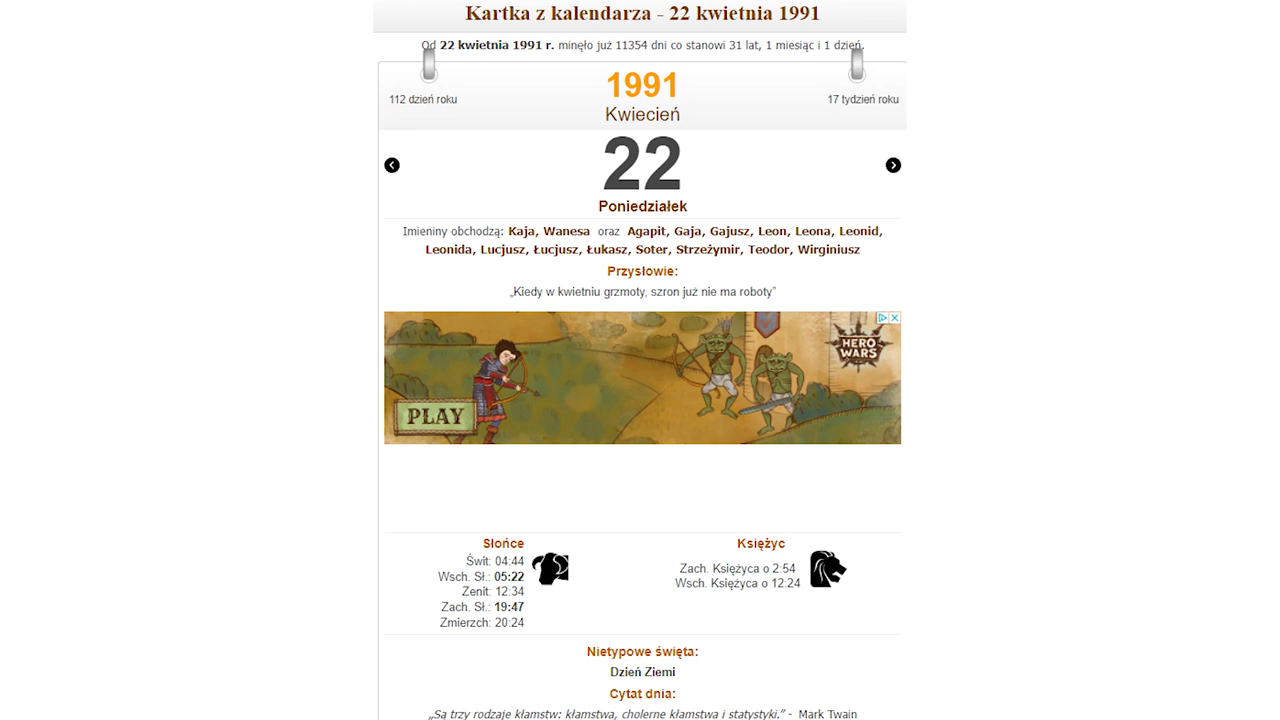 Kartka z kalendarza - 22 kwietnia 1991
Od 22 kwietnia 1991 r. minęło już 11354 dni co stanowi 31 lat, 1 miesiąc i 1 dzień.
1991
112 dzień roku
17 tydzień roku
Kwiecień
22
Poniedziałek
Imieniny obchodzą: Kaja, Wanesa oraz Agapit, Gaja, Gajusz, Leon, Leona, Leonid,
Leonida, Lucjusz, Łucjusz, Łukasz, Soter, Strzeżymir, Teodor, Wirginiusz
Przysłowie:
„Kiedy w kwietniu grzmoty, szron już nie ma roboty”
HERO
WARS
PLAY
Słońce
Świt: 04:44
Wsch. Sł.: 05:22
Zenit: 12:34
Zach. Sł.: 19:47
Zmierzch: 20:24
Księżyc
Zach. Księżyca o 2:54
Wsch. Księżyca o 12:24
Nietypowe święta:
Dzień Ziemi
Cytat dnia:
„Są trzy rodzaje kłamstw: kłamstwa, cholerne kłamstwa i statystyki.” - Mark Twain